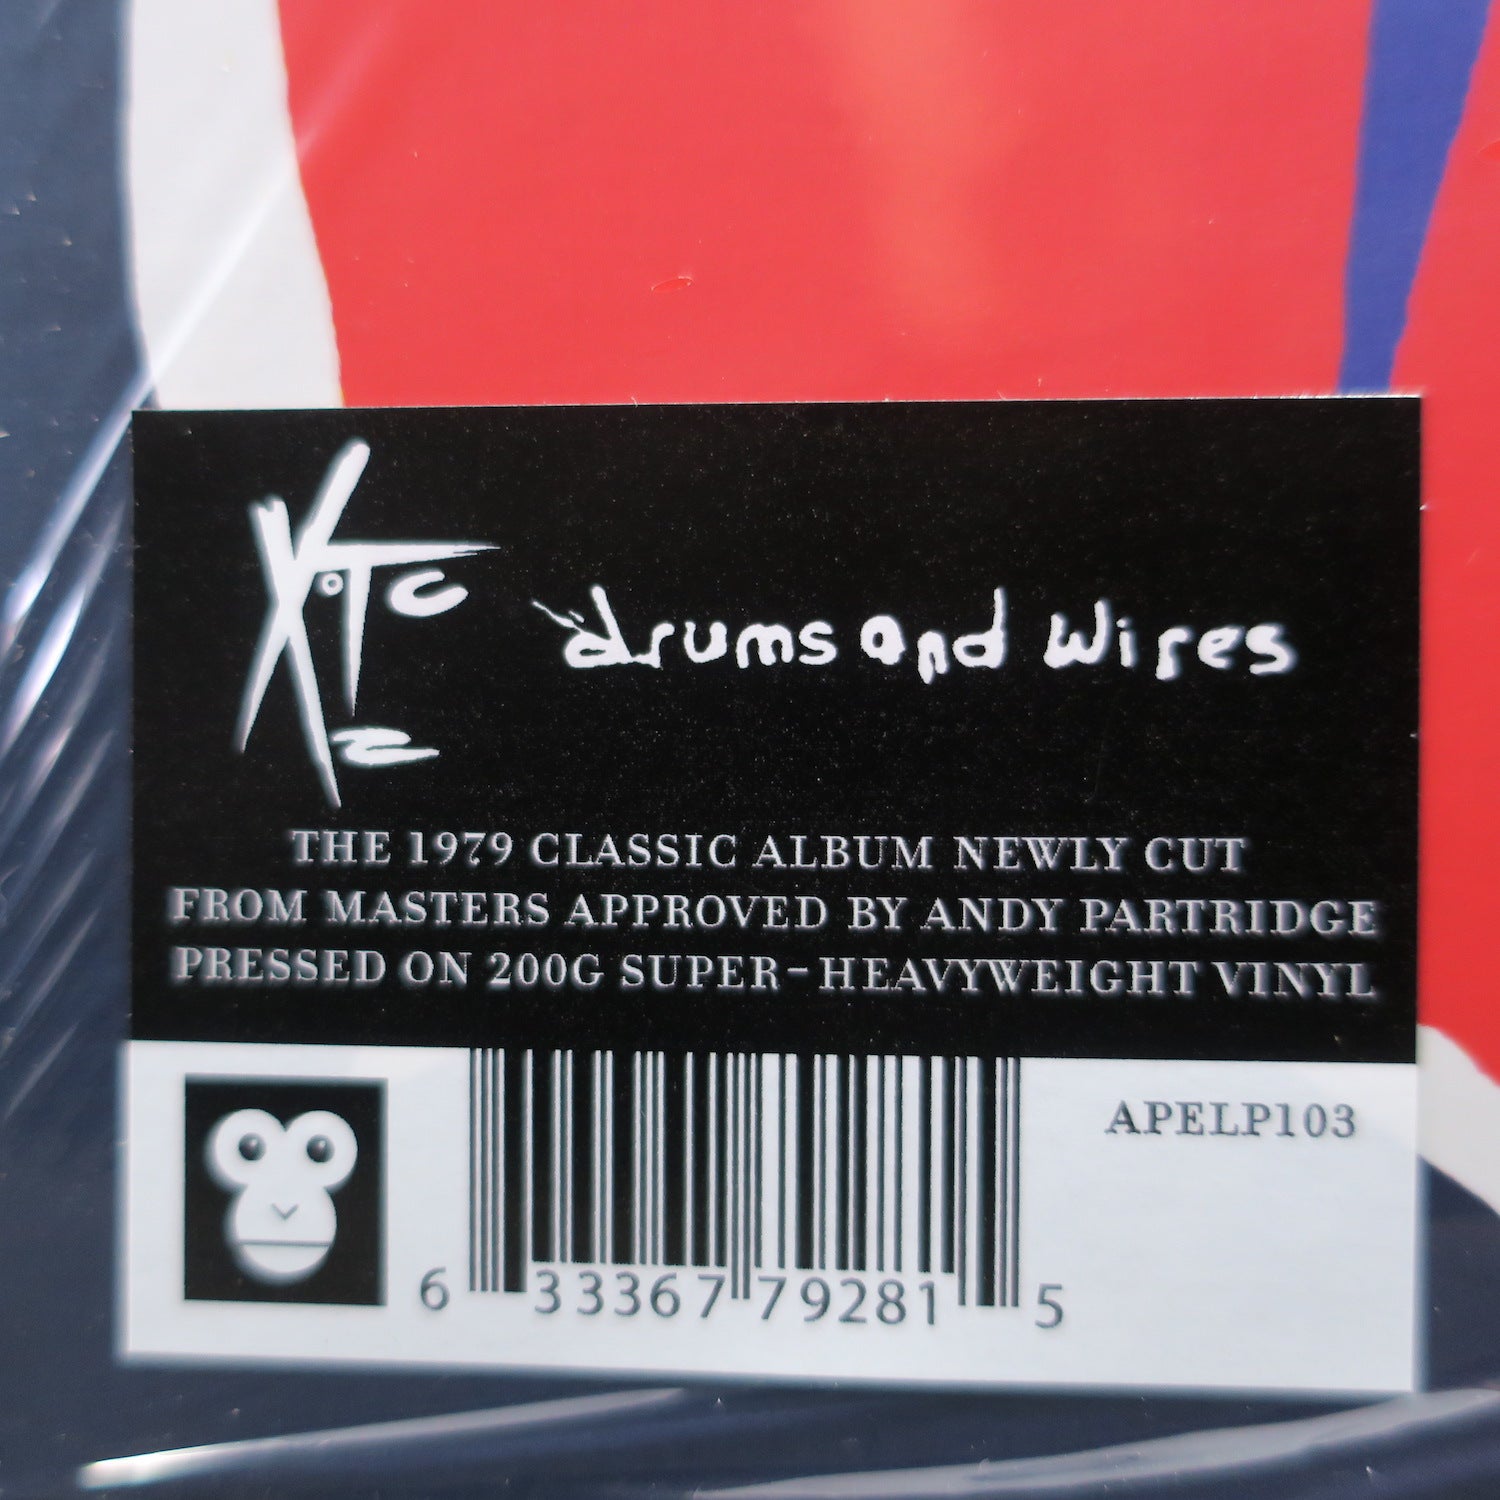 XTC drums and wires
THE 1979 CLASSIC ALBUM NEWLY CUT
FROM MASTERS APPROVED BY ANDY PARTRIDGE
PRESSED ON 200G SUPER-HEAVYWEIGHT VINYL
APELP103
6 33367 79281 5